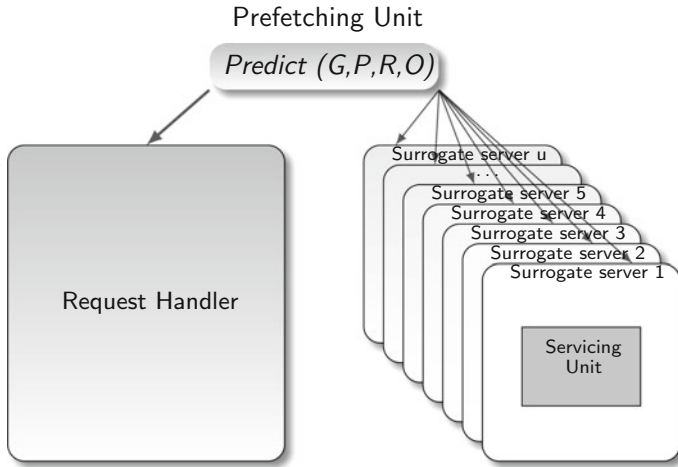 Prefetching Unit
Predict (G,P,R,O)
Request Handler
Surrogate server u
...
Surrogate server 5
Surrogate server 4
Surrogate server 3
Surrogate server 2
Surrogate server 1
Servicing
Unit